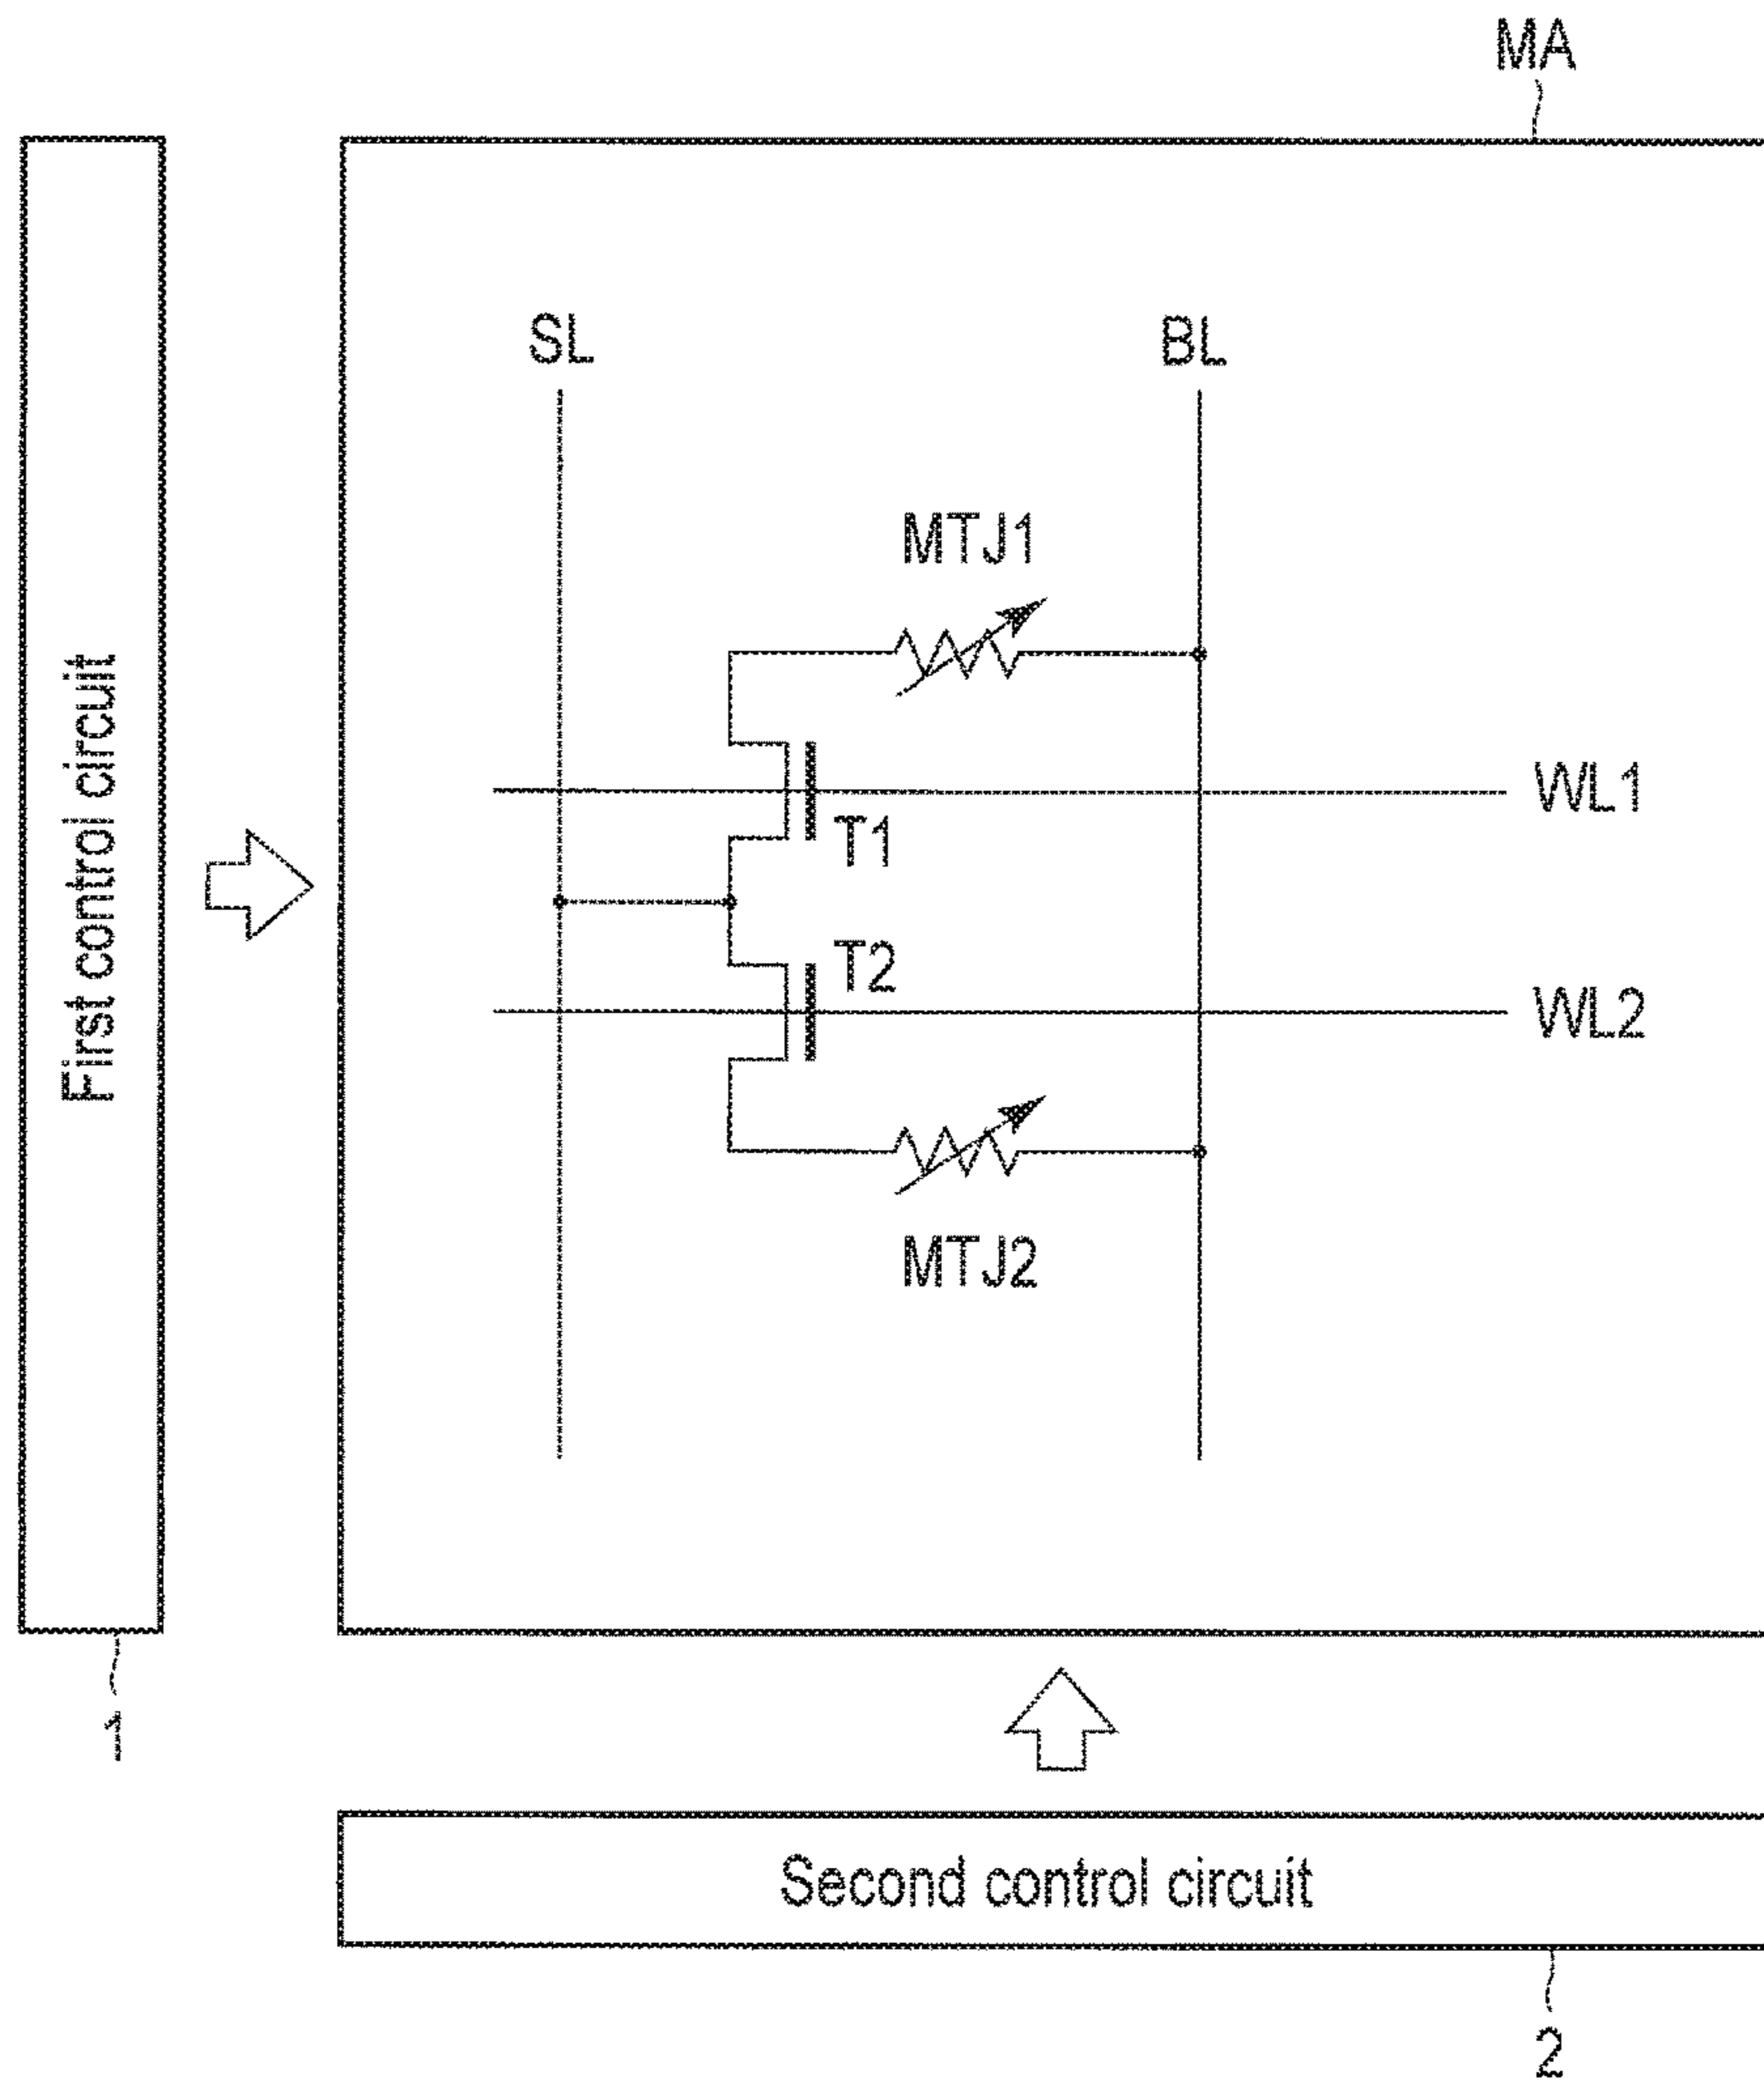 MA
SL
BL
MTJ1
WL1
T1
First control circuit
T2
WL2
MTJ2
1
Second control circuit
2